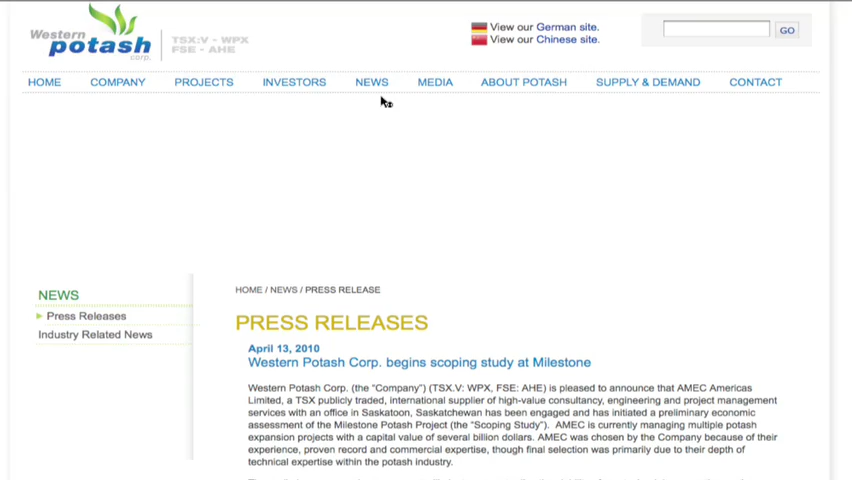 Western
potash
corp.
TSX:V - WPX
FSE - AHE
View our German site.
View our Chinese site.
GO
HOME COMPANY PROJECTS INVESTORS NEWS MEDIA ABOUT POTASH SUPPLY & DEMAND CONTACT
NEWS
Press Releases
Industry Related News
HOME / NEWS / PRESS RELEASE
PRESS RELEASES
April 13, 2010
Western Potash Corp. begins scoping study at Milestone
Western Potash Corp. (the “Company”) (TSX.V: WPX, FSE: AHE) is pleased to announce that AMEC Americas
Limited, a TSX publicly traded, international supplier of high-value consultancy, engineering and project management
services with an office in Saskatoon, Saskatchewan has been engaged and has initiated a preliminary economic
assessment of the Milestone Potash Project (the “Scoping Study”). AMEC is currently managing multiple potash
expansion projects with a capital value of several billion dollars. AMEC was chosen by the Company because of their
experience, proven record and commercial expertise, though final selection was primarily due to their depth of
technical expertise within the potash industry.